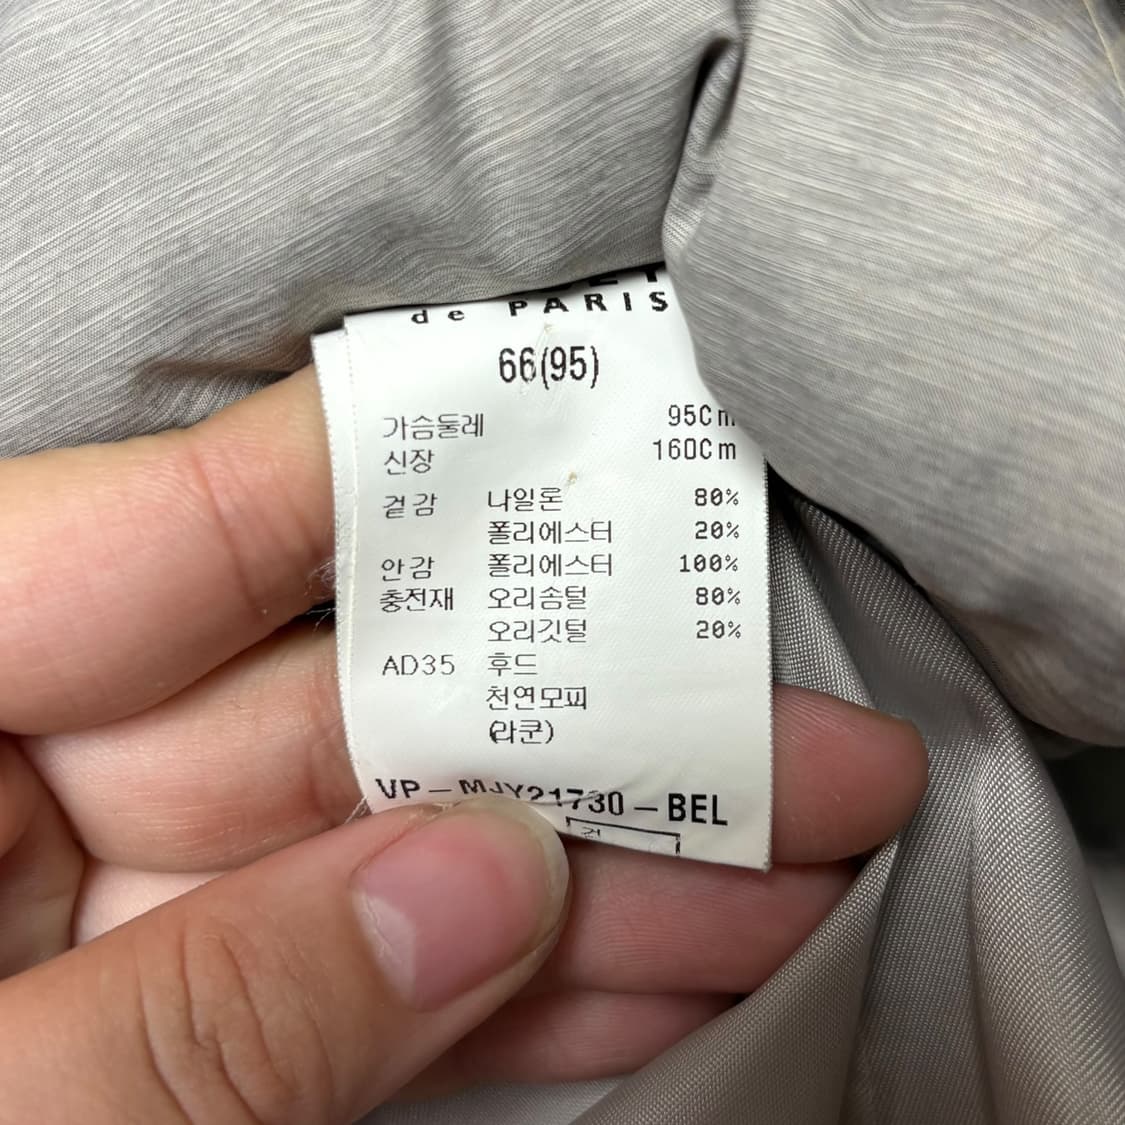 de PARIS
66(95)
가슴둘레 95Cm
신장 160Cm
겉감 나일론 80%
폴리에스터 20%
안감 폴리에스터 100%
충전재 오리솜털 80%
오리깃털 20%
AD35 후드
천연모피
(라쿤)
VP-MJY21730-BEL